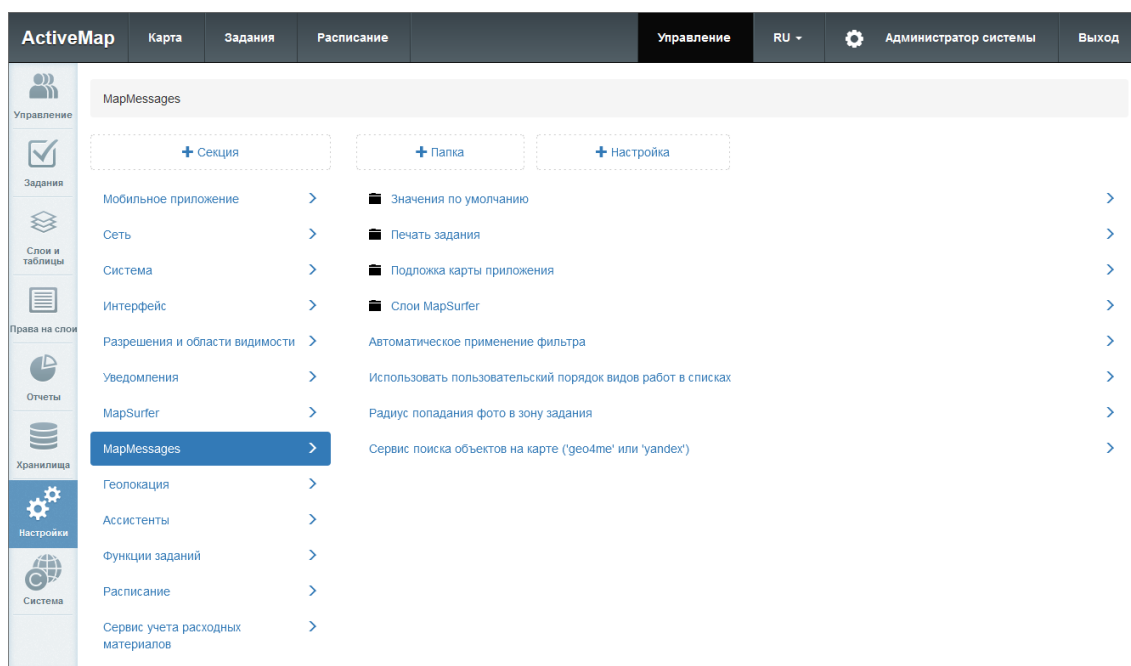 ActiveMap Карта Задания Расписание Управление RU Администратор системы Выход
Управление
Задания
Слои и
таблицы
Права на слои
Отчеты
Хранилища
Настройки
Система
MapMessages
+ Секция
+ Папка
+ Настройка
Мобильное приложение
Сеть
Система
Интерфейс
Разрешения и области видимости
Уведомления
MapSurfer
MapMessages
Геолокация
Ассистенты
Функции заданий
Расписание
Сервис учета расходных
материалов
Значения по умолчанию
Печать задания
Подложка карты приложения
Слои MapSurfer
Автоматическое применение фильтра
Использовать пользовательский порядок видов работ в списках
Радиус попадания фото в зону задания
Сервис поиска объектов на карте ('geo4me' или 'yandex')